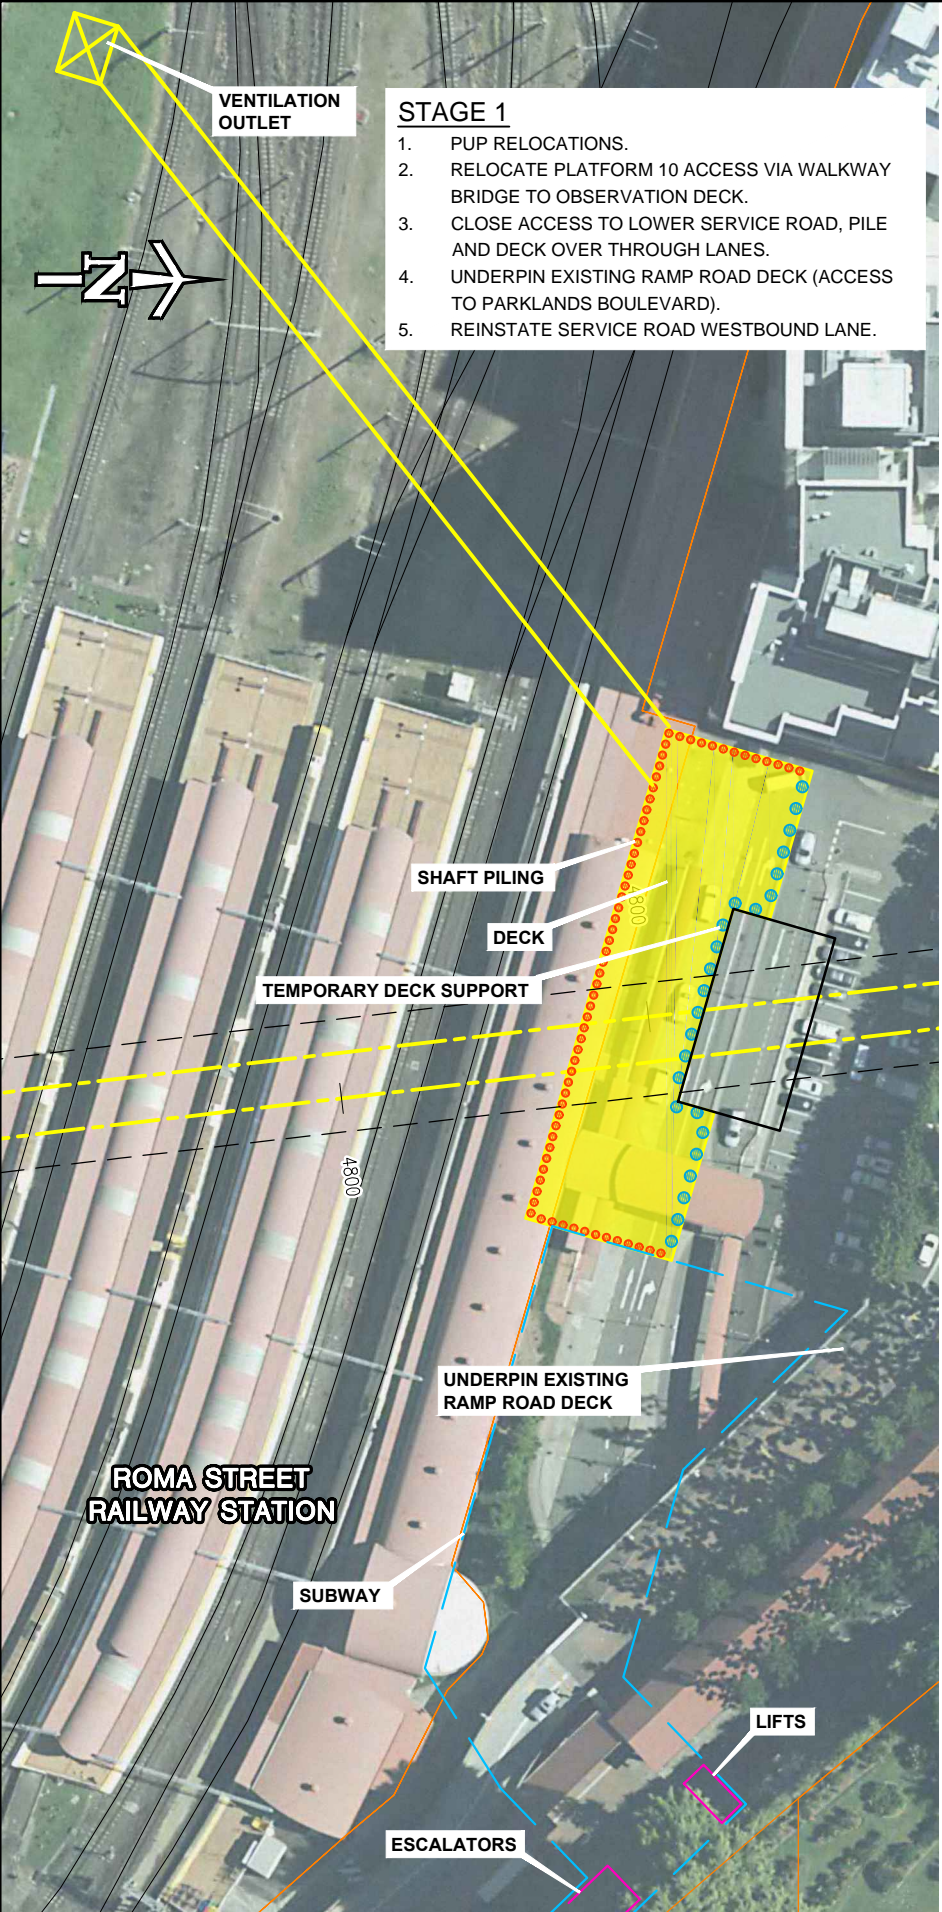 VENTILATION
OUTLET
STAGE 1
1. PUP RELOCATIONS.
2. RELOCATE PLATFORM 10 ACCESS VIA WALKWAY
BRIDGE TO OBSERVATION DECK.
3. CLOSE ACCESS TO LOWER SERVICE ROAD, PILE
AND DECK OVER THROUGH LANES.
4. UNDERPIN EXISTING RAMP ROAD DECK (ACCESS
TO PARKLANDS BOULEVARD).
5. REINSTATE SERVICE ROAD WESTBOUND LANE.
N
SHAFT PILING
4800
DECK
TEMPORARY DECK SUPPORT
4800
UNDERPIN EXISTING
RAMP ROAD DECK
ROMA STREET
RAILWAY STATION
SUBWAY
LIFTS
ESCALATORS